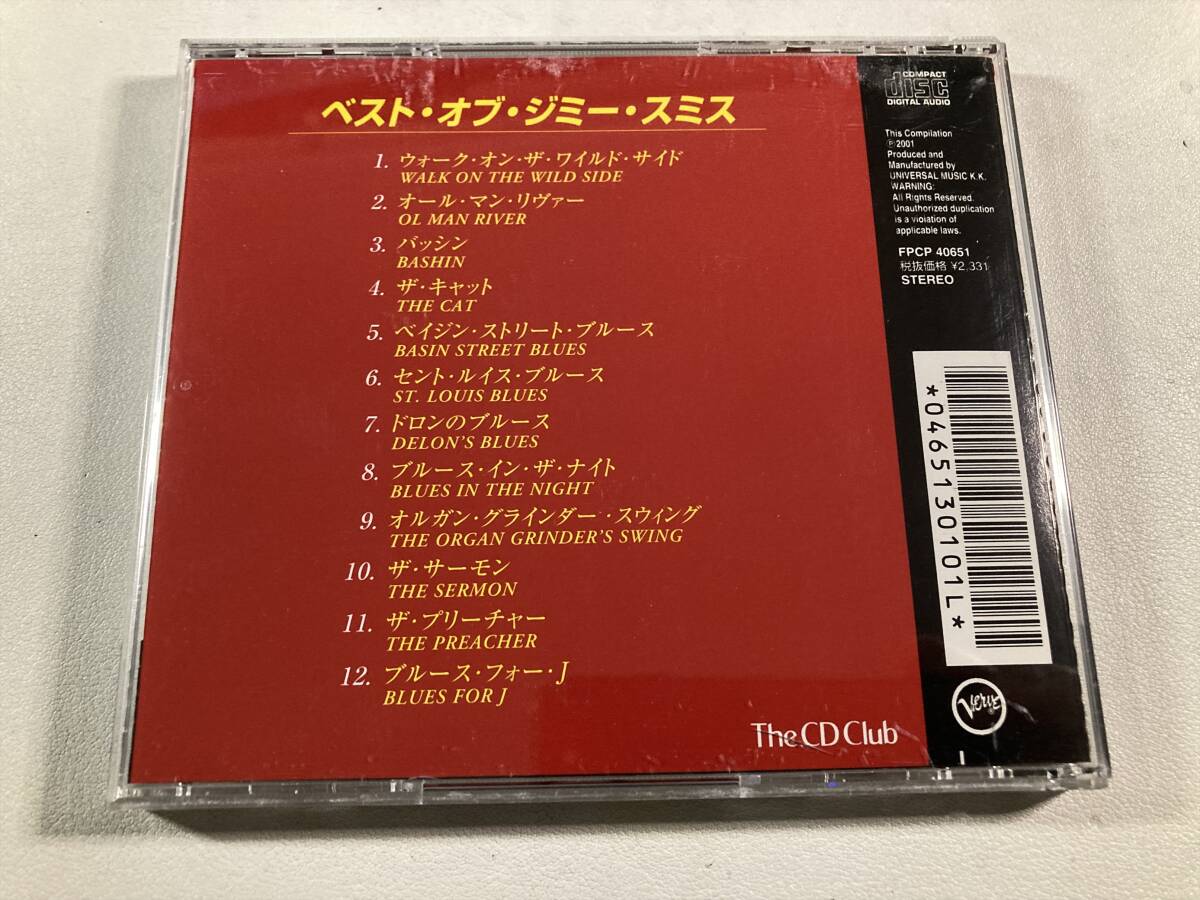 ベスト・オブ・ジミー・スミス
1. ウォーク・オン・ザ・ワイルド・サイド
WALK ON THE WILD SIDE
2. オール・マン・リヴァー
OL MAN RIVER
3. バッシン
BASHIN
4. ザ・キャット
THE CAT
5. ベイジン・ストリート・ブルース
BASIN STREET BLUES
6. セント・ルイス・ブルース
ST. LOUIS BLUES
7. ドロンのブルース
DELON'S BLUES
8. ブルース・イン・ザ・ナイト
BLUES IN THE NIGHT
9. オルガン・グラインダー・スウィング
THE ORGAN GRINDER'S SWING
10. ザ・サーモン
THE SERMON
11. ザ・プリーチャー
THE PREACHER
12. ブルース・フォー・J
BLUES FOR J
The CD Club
COMPACT
disc
DIGITAL AUDIO
This Compilation
Ⓟ2001
Produced and
Manufactured by
UNIVERSAL MUSIC K.K.
WARNING:
All Rights Reserved.
Unauthorized duplication
is a violation of
applicable laws.
FPCP 40651
税抜価格 ¥2,331
STEREO
*0465130101L*
Verve